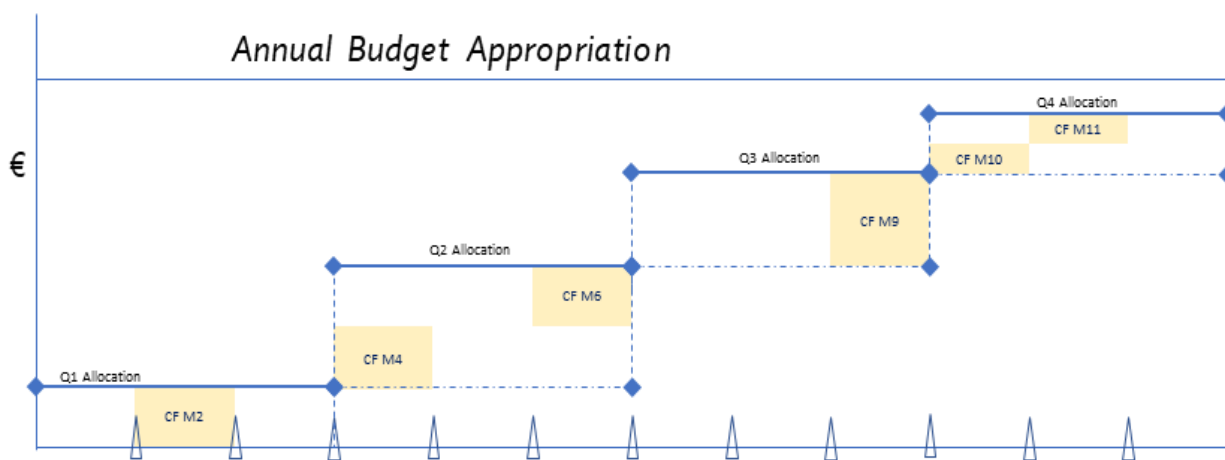 Annual Budget Appropriation
Q4 Allocation
CF M11
€
Q3 Allocation
CF M10
CF M9
Q2 Allocation
CF M6
CF M4
Q1 Allocation
CF M2